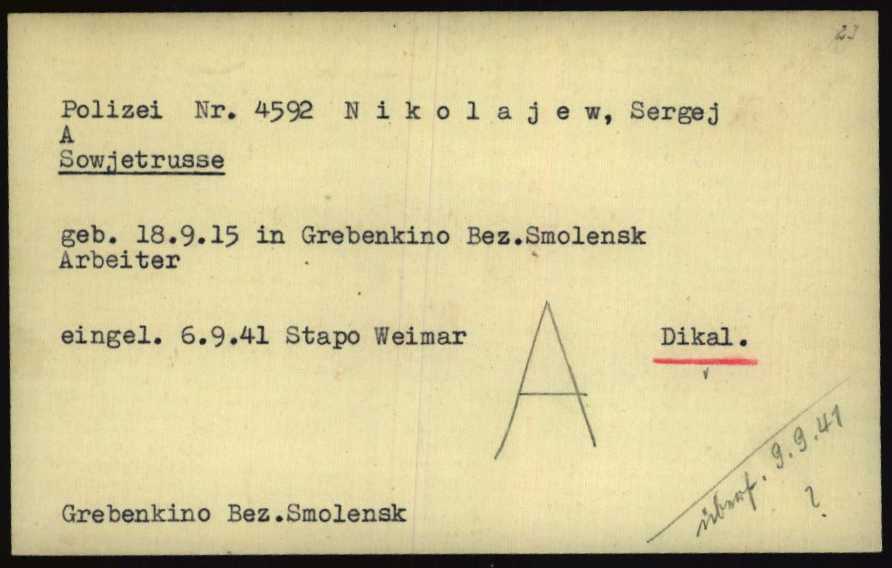 23
Polizei Nr. 4592 N i k o l a j e w, Sergej
A
Sowjetrusse
geb. 18.9.15 in Grebenkino Bez.Smolensk
Arbeiter
eingel. 6.9.41 Stapo Weimar
A
Dikal.
überf. 9.9.41
?
Grebenkino Bez.Smolensk